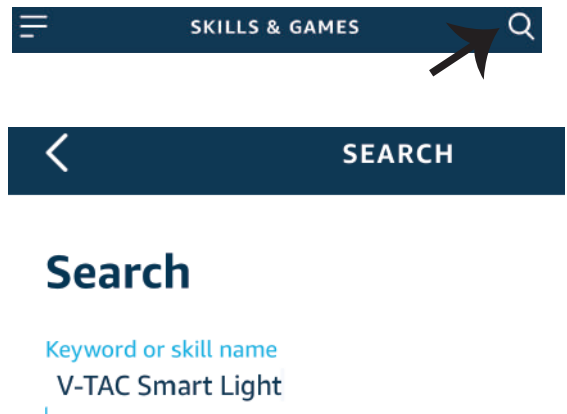 SKILLS & GAMES
SEARCH
Search
Keyword or skill name
V-TAC Smart Light